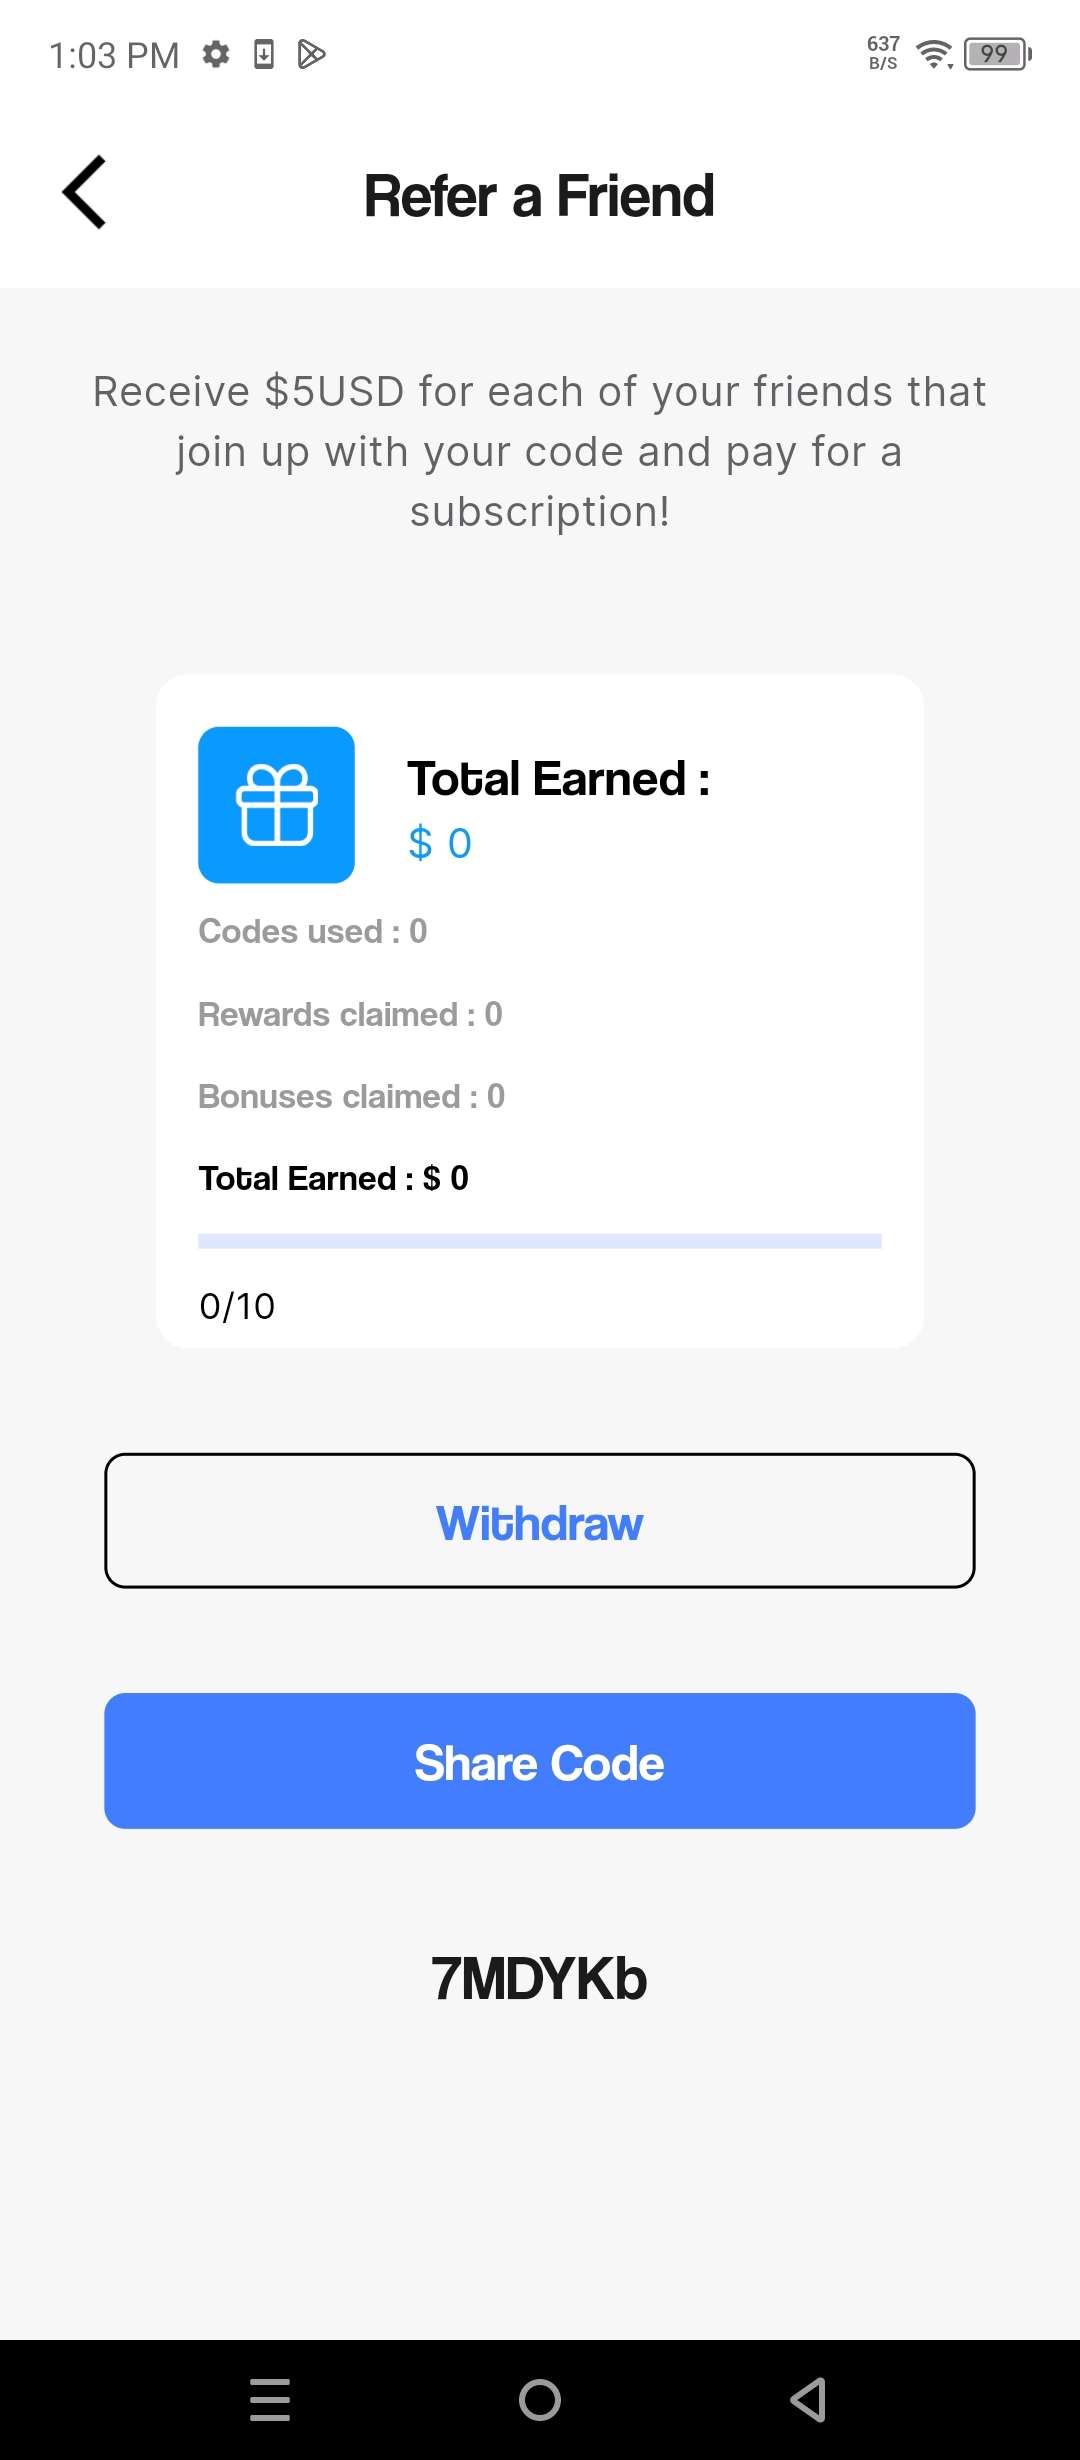 1:03 PM
637
B/S
99
Refer a Friend
Receive $5USD for each of your friends that
join up with your code and pay for a
subscription!
Total Earned :
$ 0
Codes used : 0
Rewards claimed : 0
Bonuses claimed : 0
Total Earned : $ 0
0/10
Withdraw
Share Code
7MDYKb